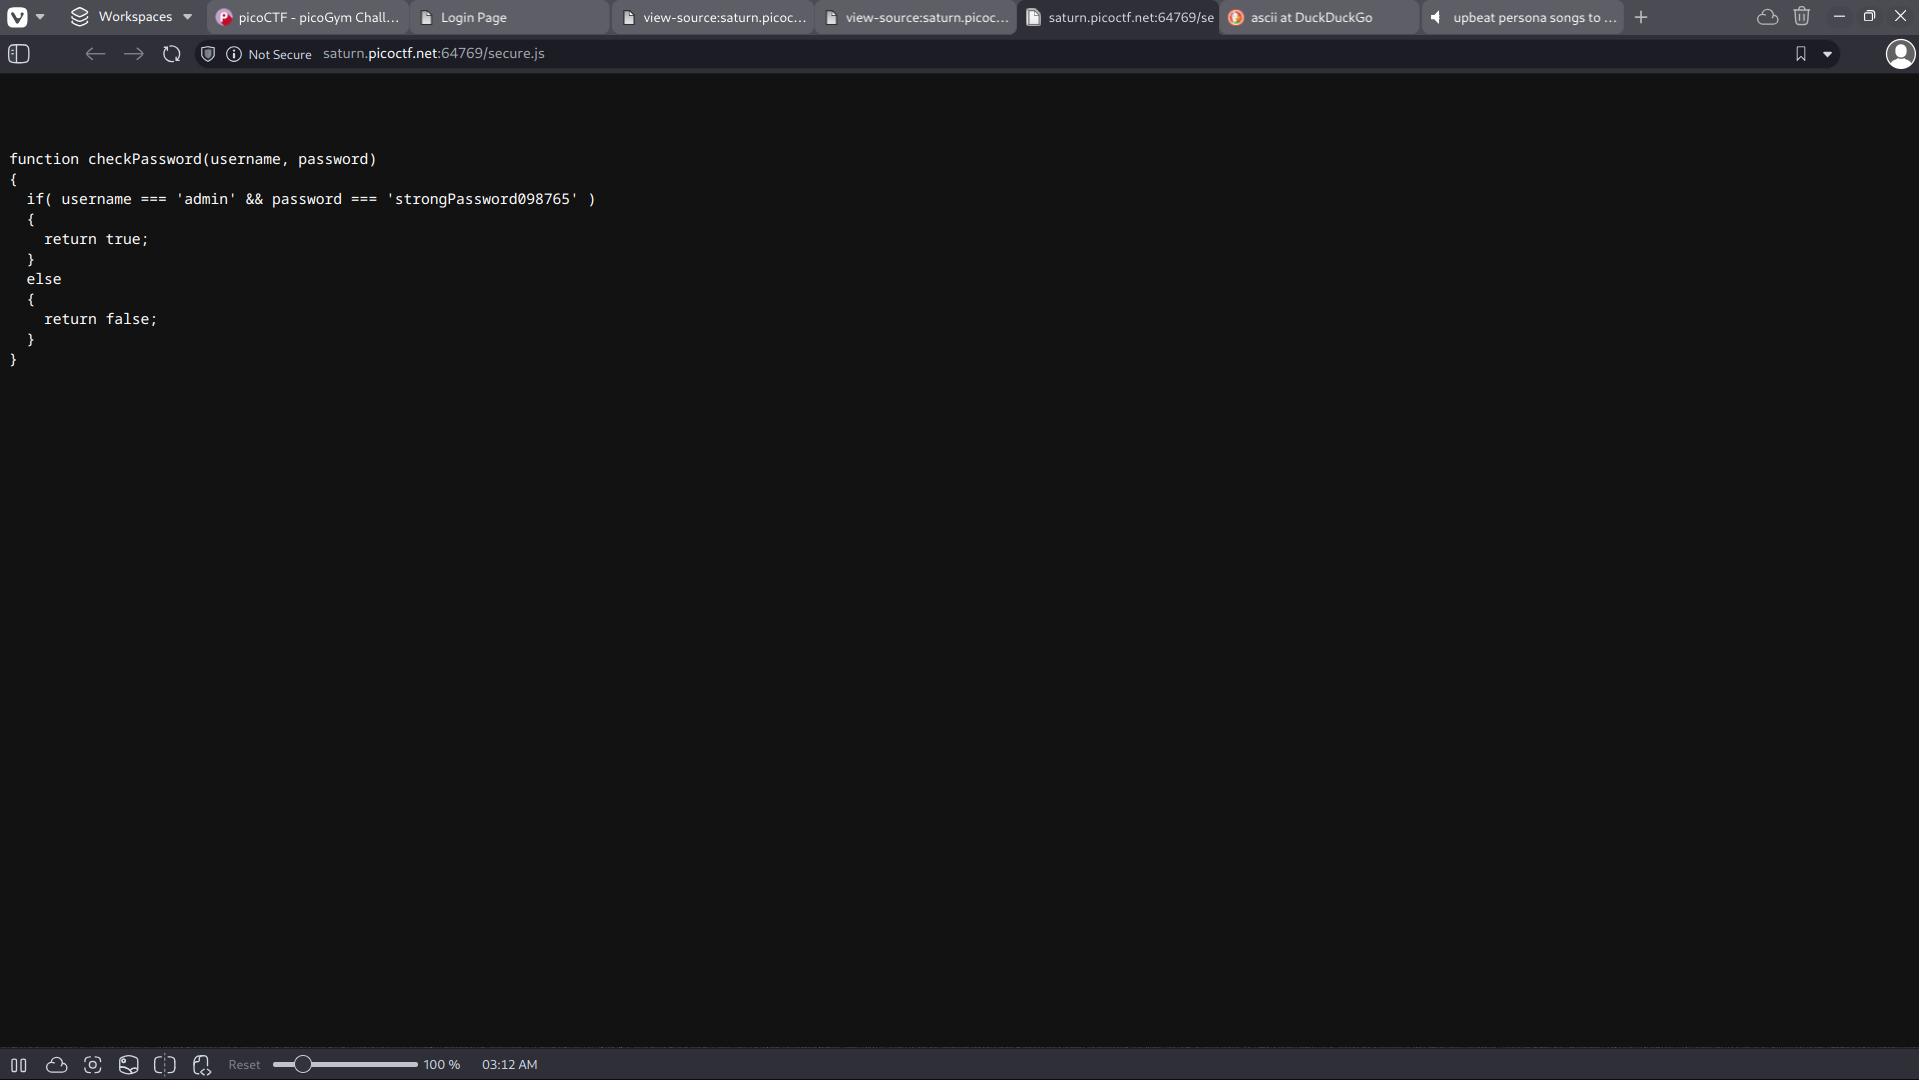 Workspaces
picoCTF - picoGym Chall...
Login Page
view-source:saturn.picoc...
view-source:saturn.picoc...
saturn.picoctf.net:64769/se
ascii at DuckDuckGo
upbeat persona songs to ...
Not Secure saturn.picoctf.net:64769/secure.js
function checkPassword(username, password)
{
  if( username === 'admin' && password === 'strongPassword098765' )
  {
    return true;
  }
  else
  {
    return false;
  }
}
Reset 100 % 03:12 AM